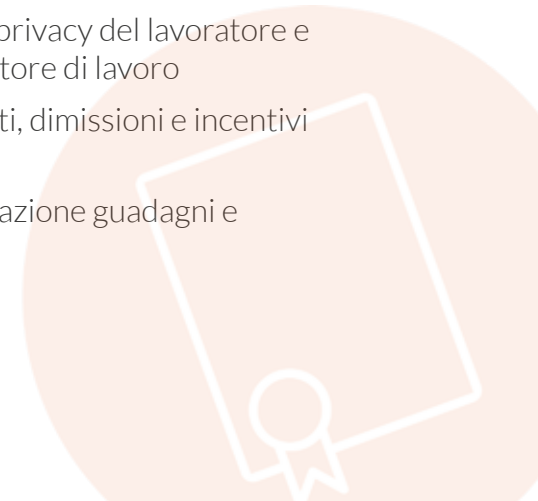 privacy del lavoratore e
tore di lavoro
ti, dimissioni e incentivi
azione guadagni e